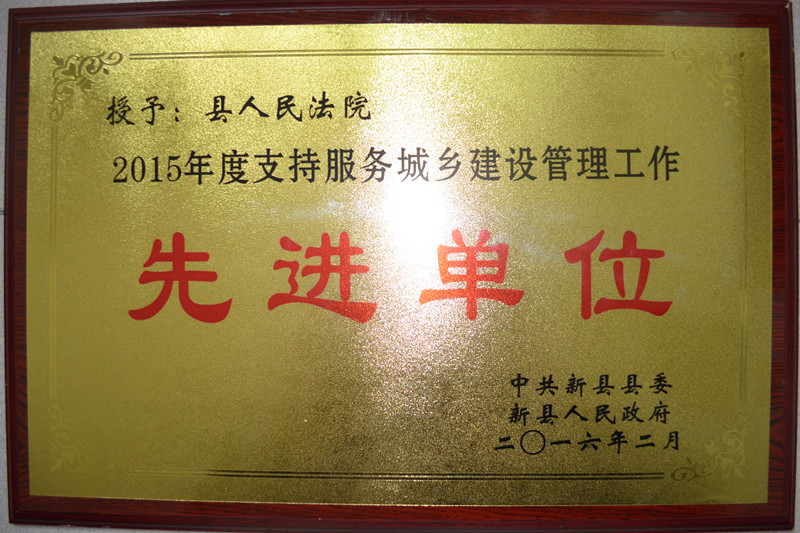 授予：县人民法院
2015年度支持服务城乡建设管理工作
先进单位
中共新县县委
新县人民政府
二〇一六年二月